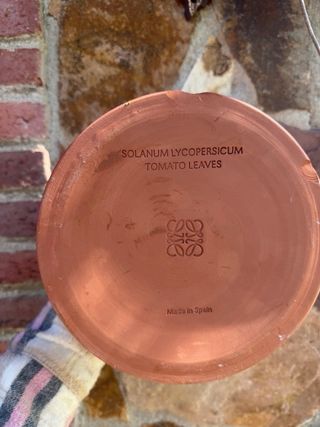 SOLANUM LYCOPERSICUM
TOMATO LEAVES
Made in Spain